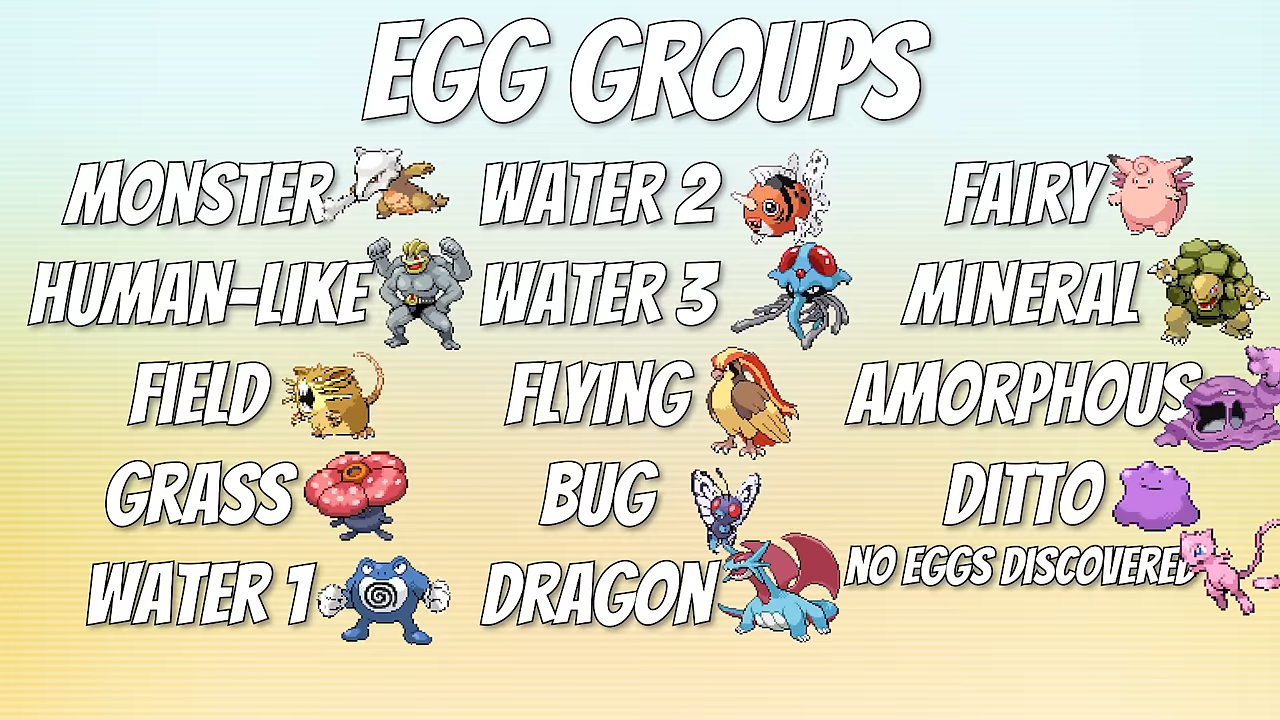 EGG GROUPS
MONSTER
HUMAN-LIKE
FIELD
GRASS
WATER 1
WATER 2
WATER 3
FLYING
BUG
DRAGON
FAIRY
MINERAL
AMORPHOUS
DITTO
NO EGGS DISCOVERED